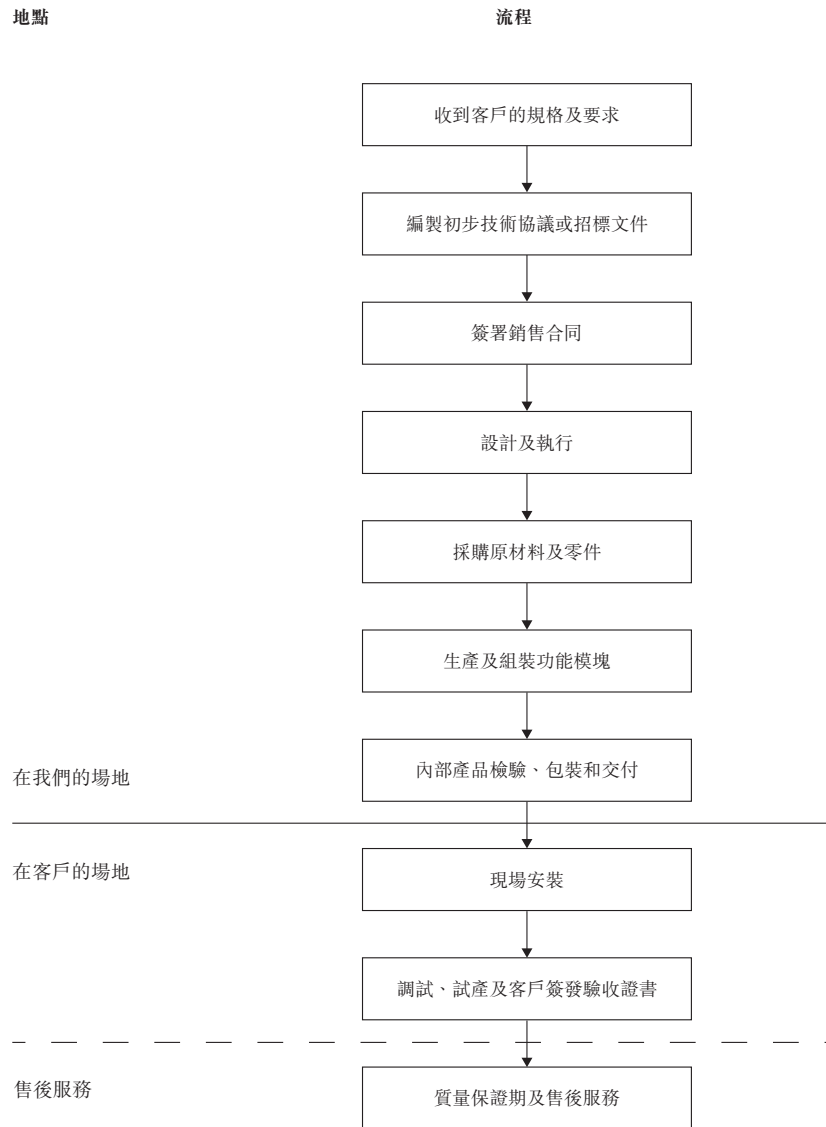 地點 流程
收到客戶的規格及要求
編製初步技術協議或招標文件
簽署銷售合同
設計及執行
採購原材料及零件
生產及組裝功能模塊
在我們的場地 內部產品檢驗、包裝和交付
在客戶的場地 現場安裝
調試、試產及客戶簽發驗收證書
售後服務 質量保證期及售後服務